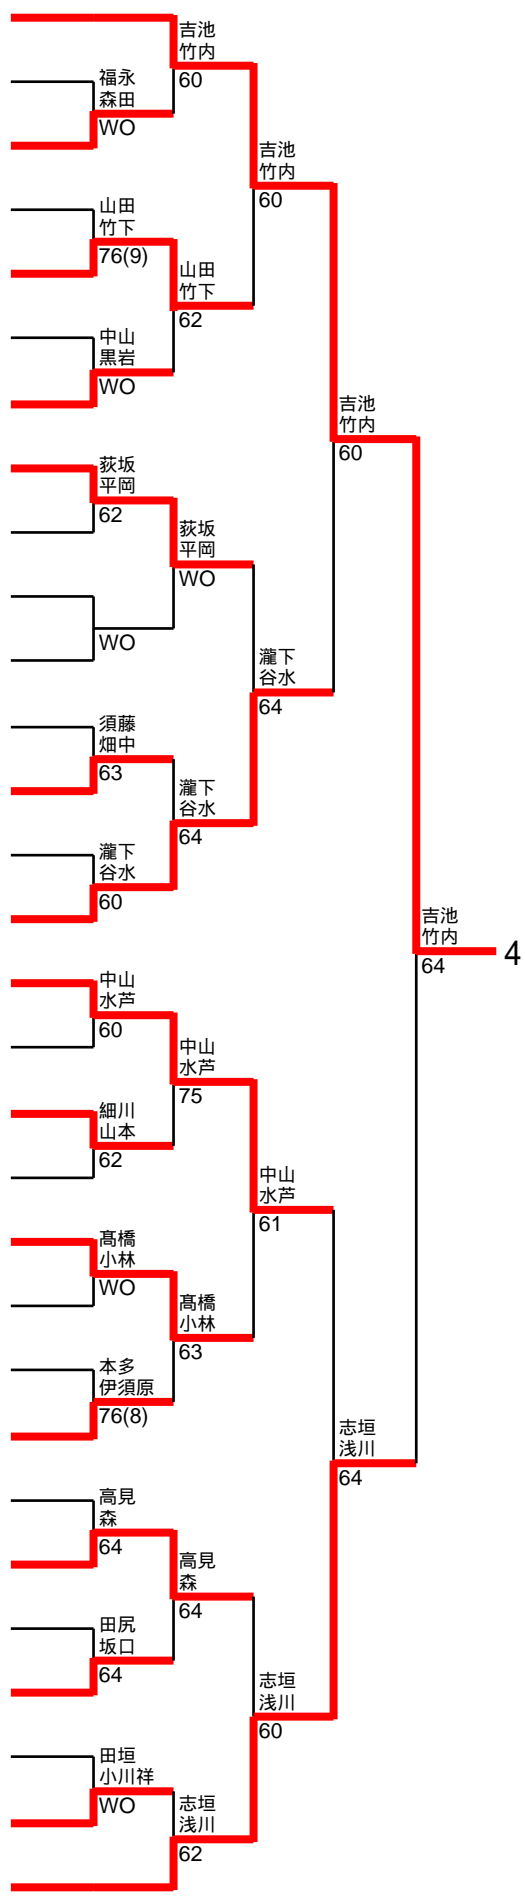 吉池
竹内
60
福永
森田
WO
吉池
竹内
60
山田
竹下
76(9)
山田
竹下
62
中山
黒岩
WO
吉池
竹内
60
荻坂
平岡
62
荻坂
平岡
WO
WO
瀧下
谷水
64
須藤
畑中
63
瀧下
谷水
64
瀧下
谷水
60
吉池
竹内
64
4
中山
水芦
60
中山
水芦
75
細川
山本
62
中山
水芦
61
髙橋
小林
WO
髙橋
小林
63
本多
伊須原
76(8)
志垣
浅川
64
高見
森
64
高見
森
64
田尻
坂口
64
志垣
浅川
60
田垣
小川祥
WO
志垣
浅川
62